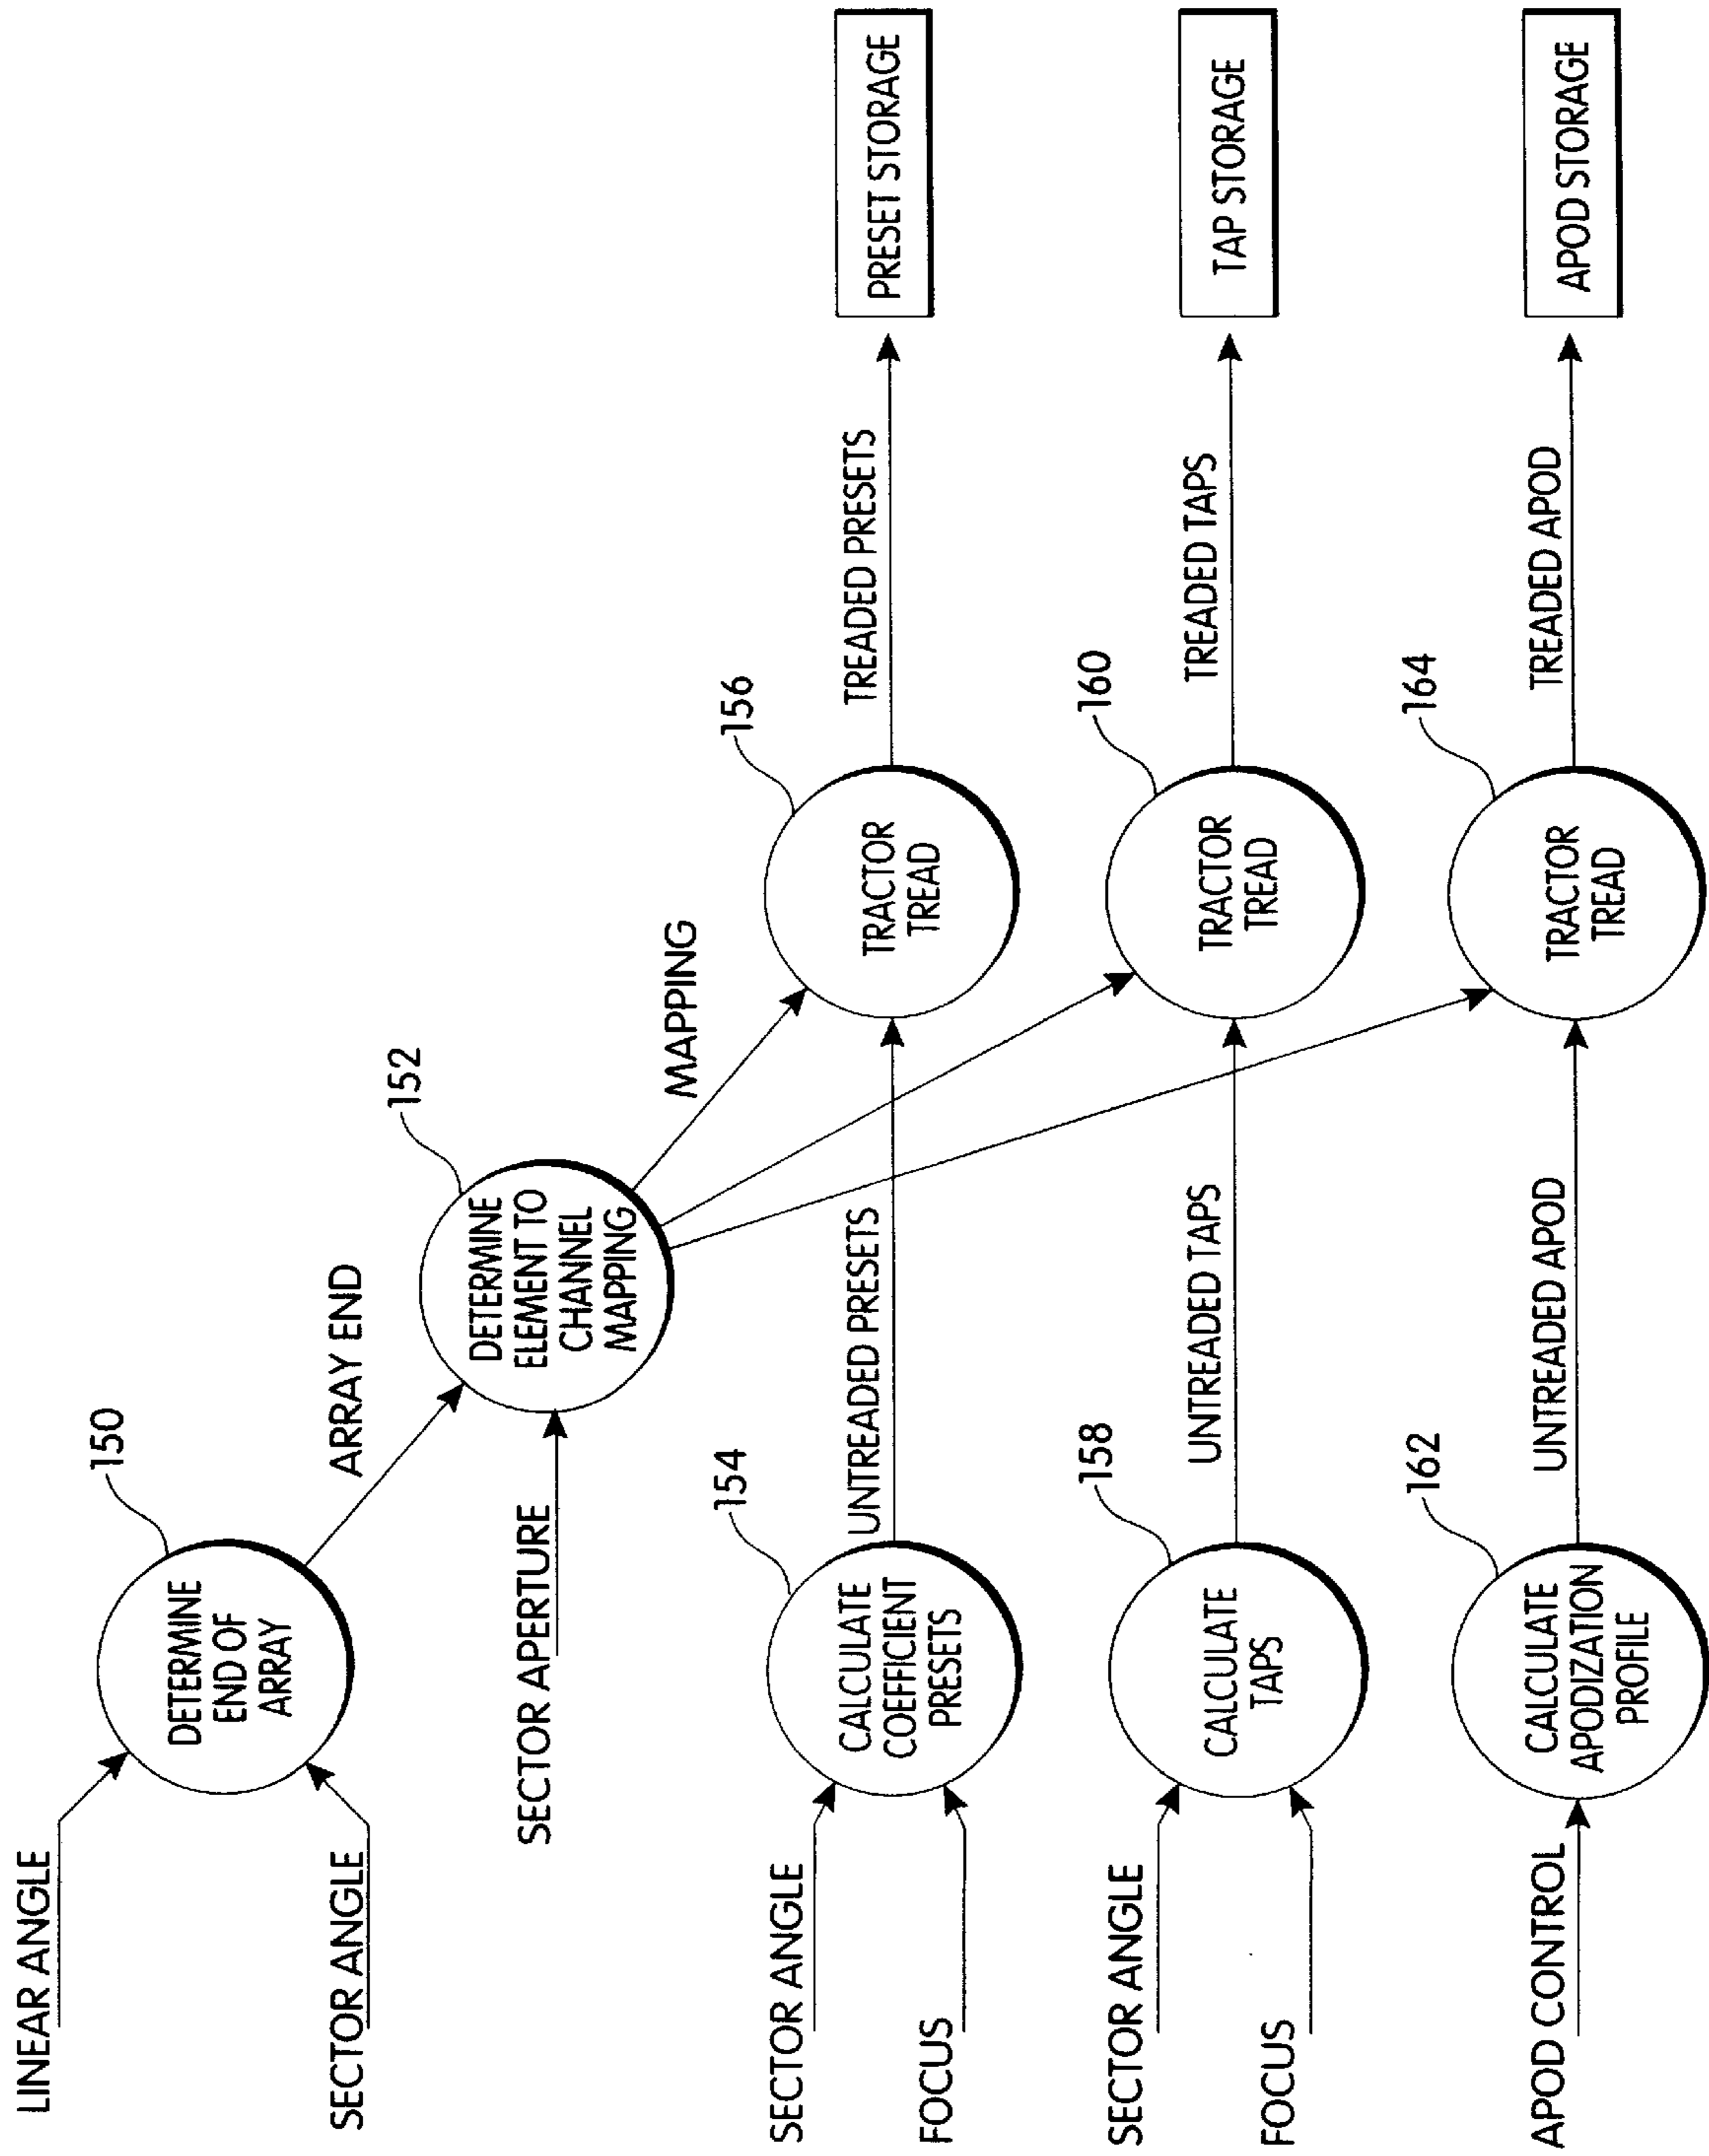 LINEAR ANGLE
SECTOR ANGLE
150
DETERMINE
END OF
ARRAY
ARRAY END
SECTOR APERTURE
152
DETERMINE
ELEMENT TO
CHANNEL
MAPPING
MAPPING
SECTOR ANGLE
FOCUS
154
CALCULATE
COEFFICIENT
PRESETS
UNTREADED PRESETS
156
TRACTOR
TREAD
TREADED PRESETS
PRESET STORAGE
SECTOR ANGLE
FOCUS
158
CALCULATE
TAPS
UNTREADED TAPS
160
TRACTOR
TREAD
TREADED TAPS
TAP STORAGE
APOD CONTROL
162
CALCULATE
APODIZATION
PROFILE
UNTREADED APOD
164
TRACTOR
TREAD
TREADED APOD
APOD STORAGE